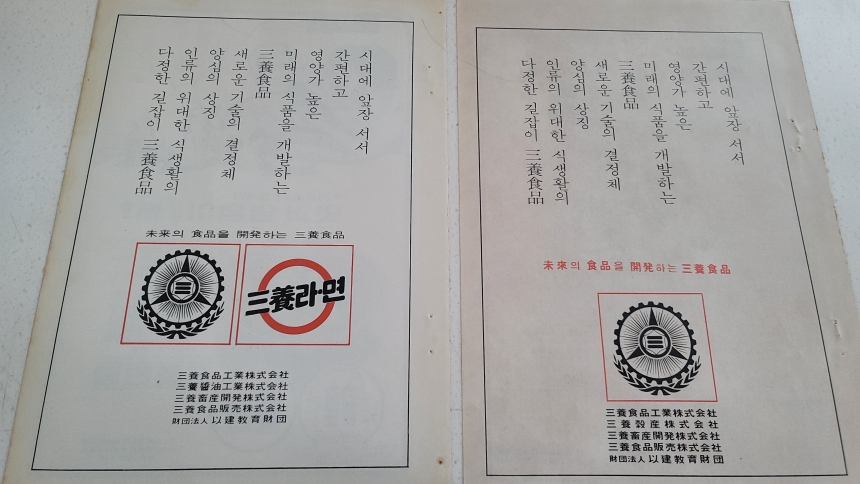 시대에 앞장 서서
간편하고
영양가 높은
미래의 식품을 개발하는
三養食品
새로운 기술의 결정체
양심의 상징
인류의 위대한 식생활의
다정한 길잡이 三養食品
未來의 食品을 開発하는 三養食品
三養라면
三養食品工業株式会社
三養醬油工業株式会社
三養畜産開発株式会社
三養食品販売株式会社
財団法人 以建教育財団
시대에 앞장 서서
간편하고
영양가 높은
미래의 식품을 개발하는
三養食品
새로운 기술의 결정체
양심의 상징
인류의 위대한 식생활의
다정한 길잡이 三養食品
未來의 食品을 開発하는 三養食品
三養食品工業株式会社
三養穀産株式会社
三養畜産開発株式会社
三養食品販売株式会社
財団法人 以建教育財団